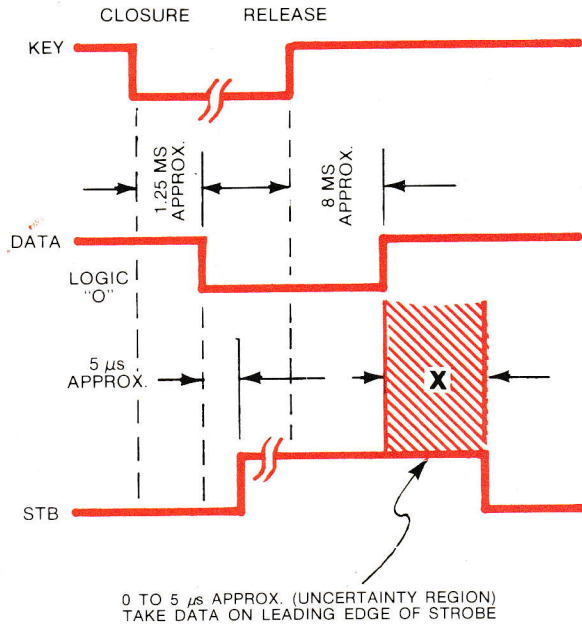 CLOSURE RELEASE
KEY
1.25 MS
APPROX.
8 MS
APPROX.
DATA
LOGIC
"O"
5 µs
APPROX.
X
STB
0 TO 5 µs APPROX. (UNCERTAINTY REGION)
TAKE DATA ON LEADING EDGE OF STROBE